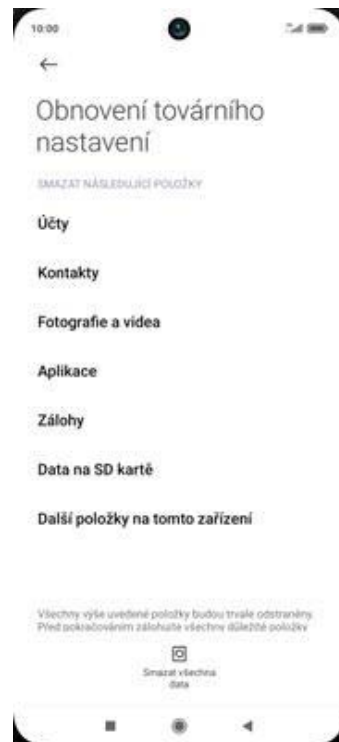 10:00
Obnovení továrního
nastavení
SMAZAT NÁSLEDUJÍCÍ POLOŽKY
Účty
Kontakty
Fotografie a videa
Aplikace
Zálohy
Data na SD kartě
Další položky na tomto zařízení
Všechny výše uvedené položky budou trvale odstraněny.
Před pokračováním zálohujte všechny důležité položky
Smazat všechna
data